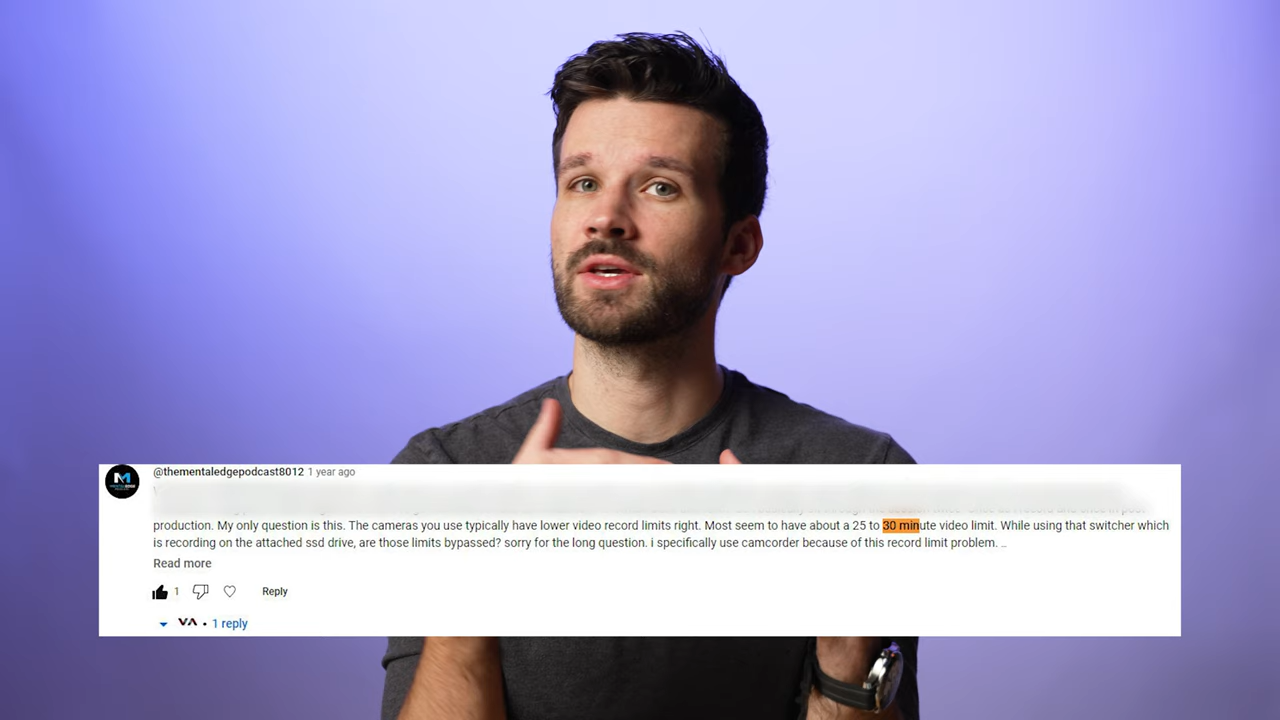 @thementaledgepodcast8012 1 year ago
production. My only question is this. The cameras you use typically have lower video record limits right. Most seem to have about a 25 to 30 minute video limit. While using that switcher which
is recording on the attached ssd drive, are those limits bypassed? sorry for the long question. i specifically use camcorder because of this record limit problem. ..
Read more
1 Reply
VA • 1 reply